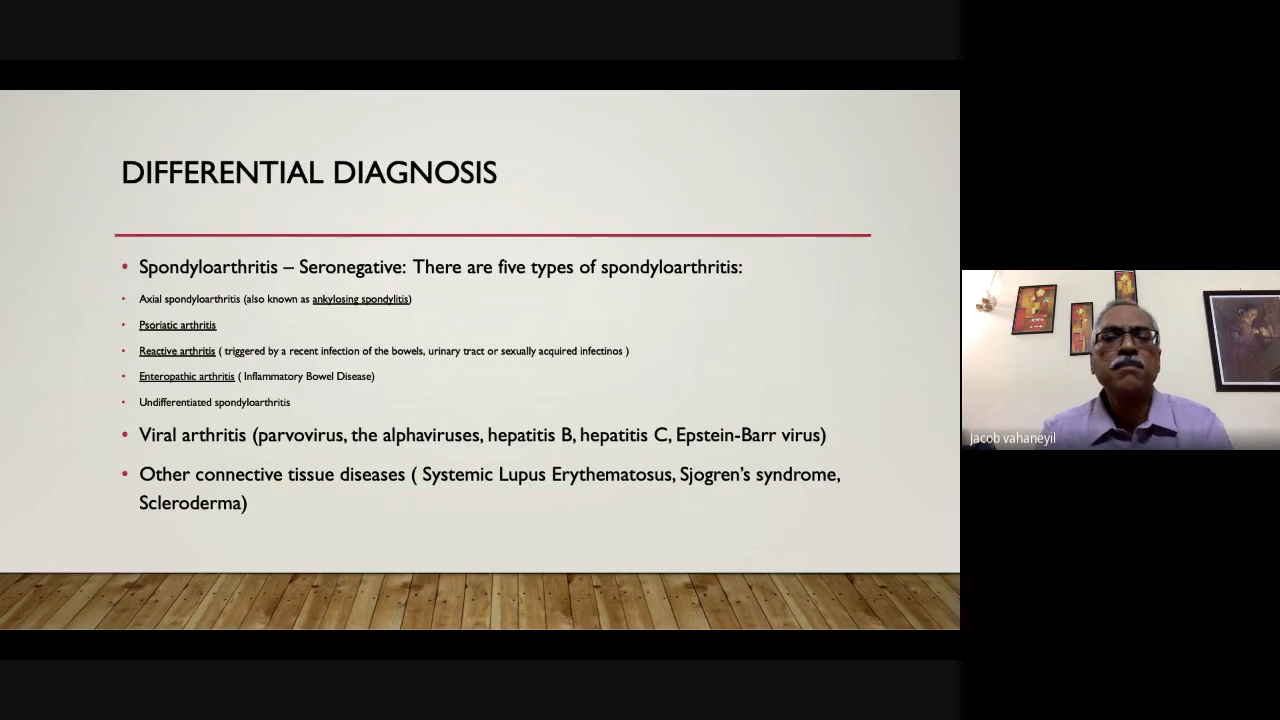 DIFFERENTIAL DIAGNOSIS
• Spondyloarthritis – Seronegative: There are five types of spondyloarthritis:
• Axial spondyloarthritis (also known as ankylosing spondylitis)
• Psoriatic arthritis
• Reactive arthritis ( triggered by a recent infection of the bowels, urinary tract or sexually acquired infectinos )
• Enteropathic arthritis ( Inflammatory Bowel Disease)
• Undifferentiated spondyloarthritis
• Viral arthritis (parvovirus, the alphaviruses, hepatitis B, hepatitis C, Epstein-Barr virus)
• Other connective tissue diseases ( Systemic Lupus Erythematosus, Sjogren’s syndrome,
Scleroderma)
Jacob vahaneyil